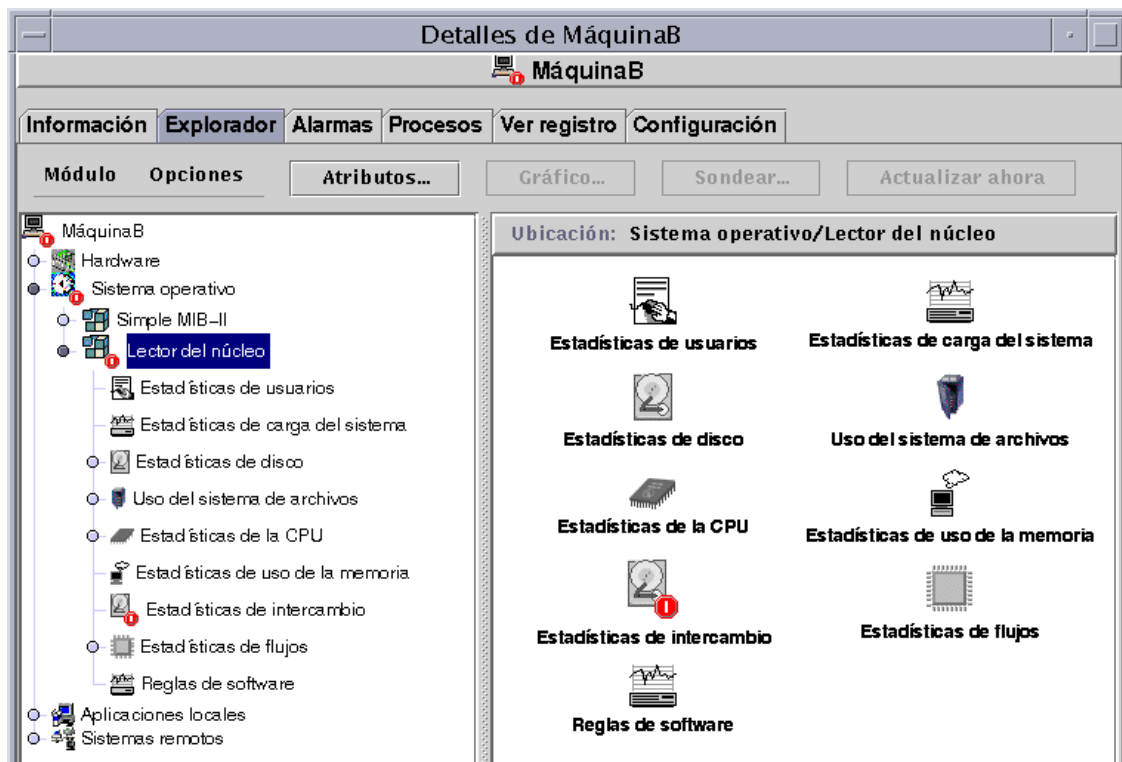 Detalles de MáquinaB
MáquinaB
Información Explorador Alarmas Procesos Ver registro Configuración
Módulo Opciones Atributos... Gráfico... Sondear... Actualizar ahora
MáquinaB
Hardware
Sistema operativo
Simple MIB-II
Lector del núcleo
Estadísticas de usuarios
Estadísticas de carga del sistema
Estadísticas de disco
Uso del sistema de archivos
Estadísticas de la CPU
Estadísticas de uso de la memoria
Estadísticas de intercambio
Estadísticas de flujos
Reglas de software
Aplicaciones locales
Sistemas remotos
Ubicación: Sistema operativo/Lector del núcleo
Estadísticas de usuarios
Estadísticas de carga del sistema
Estadísticas de disco
Uso del sistema de archivos
Estadísticas de la CPU
Estadísticas de uso de la memoria
Estadísticas de intercambio
Estadísticas de flujos
Reglas de software